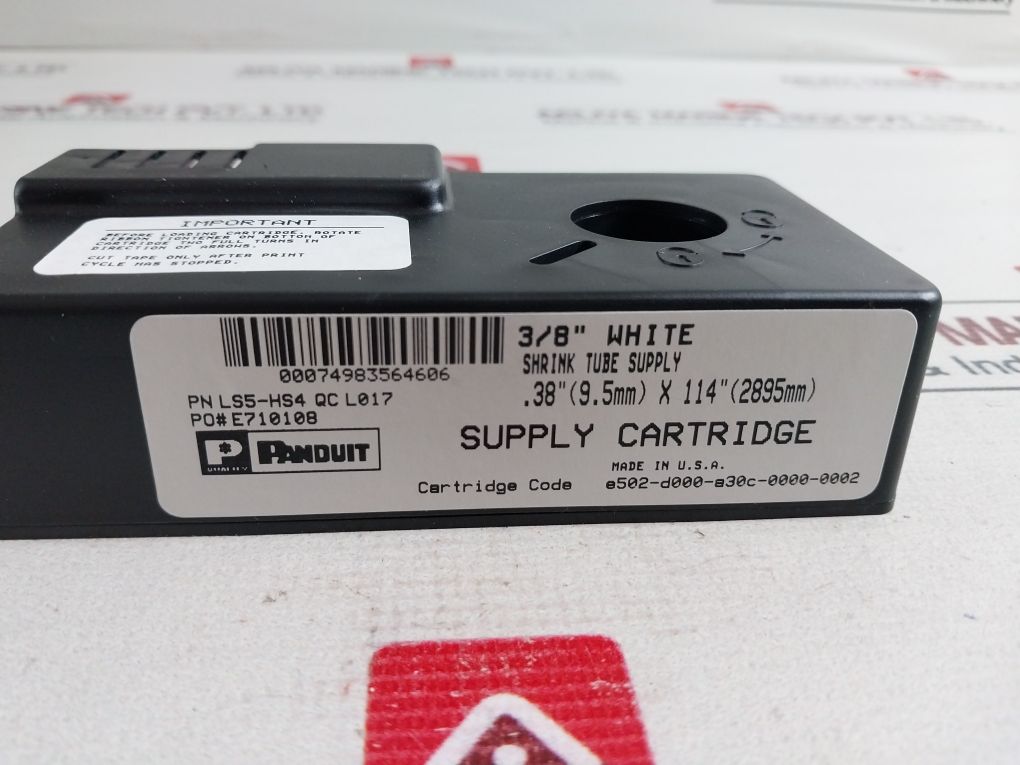 IMPORTANT
BEFORE LOADING CARTRIDGE, ROTATE
RIBBON TIGHTENER ON BOTTOM OF
CARTRIDGE TWO FULL TURNS IN
DIRECTION OF ARROWS.
CUT TAPE ONLY AFTER PRINT
CYCLE HAS STOPPED.
00074983564606
PN LS5-HS4 QC L017
PO# E710108
PANDUIT
3/8" WHITE
SHRINK TUBE SUPPLY
.38"(9.5mm) X 114"(2895mm)
SUPPLY CARTRIDGE
MADE IN U.S.A.
Cartridge Code e502-d000-a30c-0000-0002